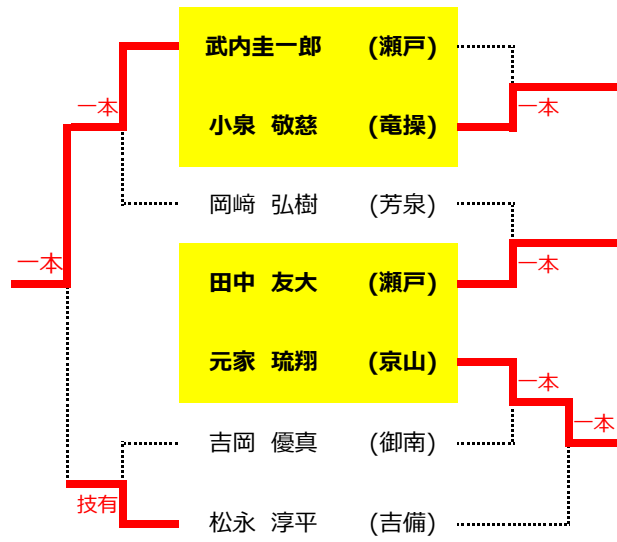 武内圭一郎 (瀬戸)
一本 一本
小泉 敬慈 (竜操)
岡﨑 弘樹 (芳泉)
一本 一本
田中 友大 (瀬戸)
元家 琉翔 (京山)
一本
一本
吉岡 優真 (御南)
技有
松永 淳平 (吉備)